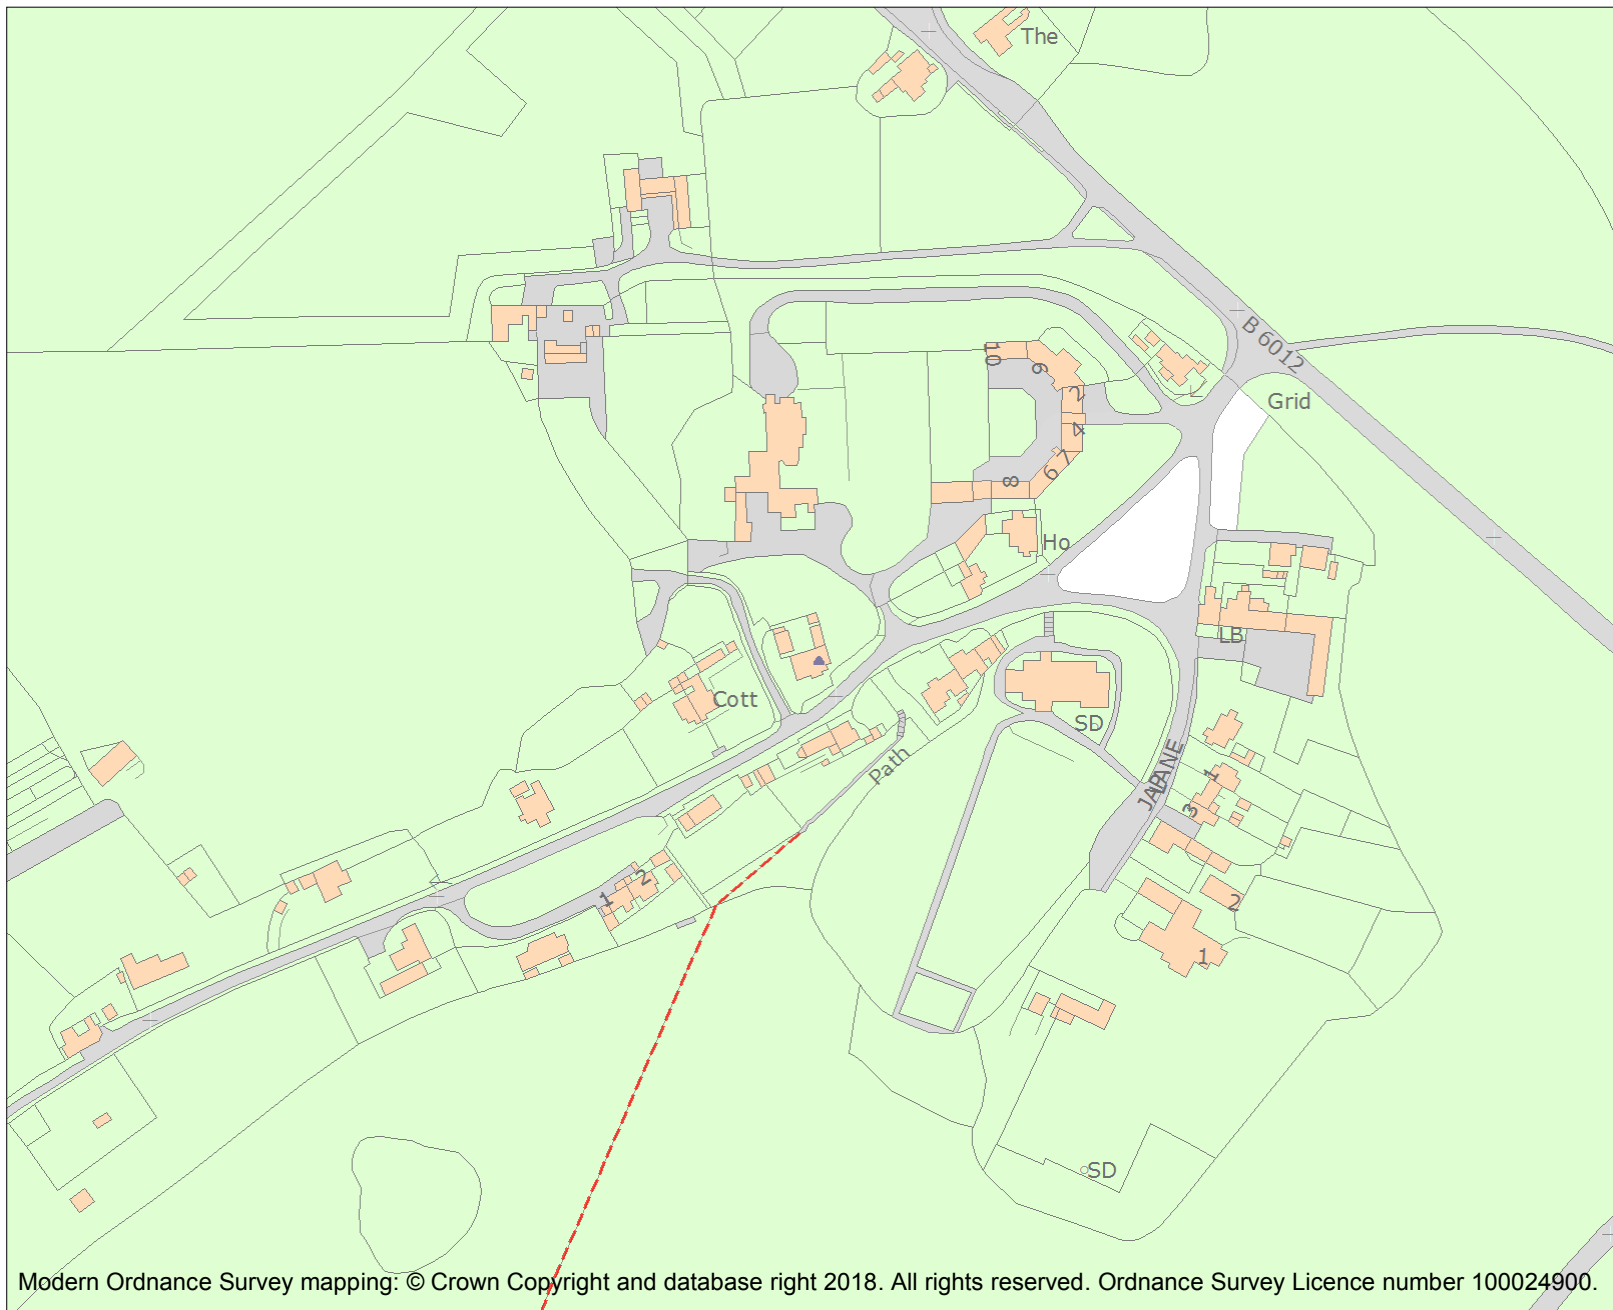 The
B 6012
Grid
10
9
2
4
7
6
8
Ho
LB
Cott
SD
Path
LANE
JAP
1
3
2
1
2
1
SD
Modern Ordnance Survey mapping: © Crown Copyright and database right 2018. All rights reserved. Ordnance Survey Licence number 100024900.